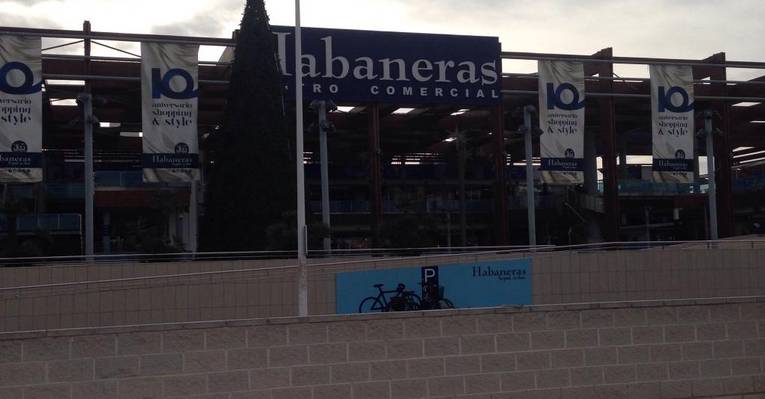 Habaneras
TRO COMERCIAL
10
aniversario
shopping
& style
Habaneras
10
aniversario
shopping
& style
Habaneras
10
aniversario
shopping
& style
Habaneras
10
aniversario
shopping
& style
Habaneras
P
Habaneras